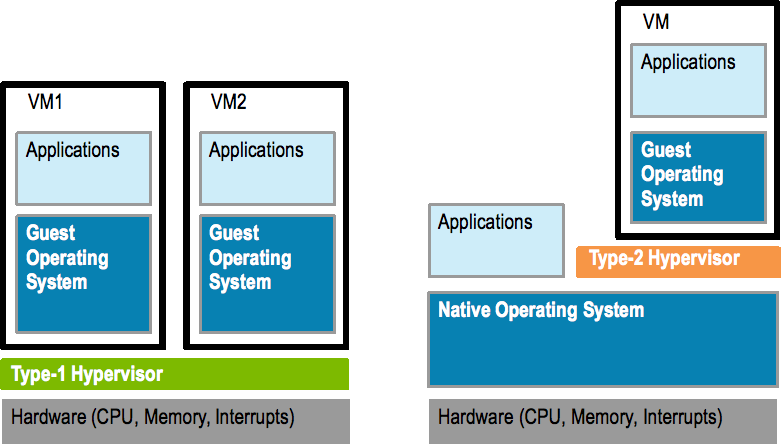 VM1
Applications
Guest
Operating
System
VM2
Applications
Guest
Operating
System
Type-1 Hypervisor
Hardware (CPU, Memory, Interrupts)
VM
Applications
Guest
Operating
System
Applications
Type-2 Hypervisor
Native Operating System
Hardware (CPU, Memory, Interrupts)